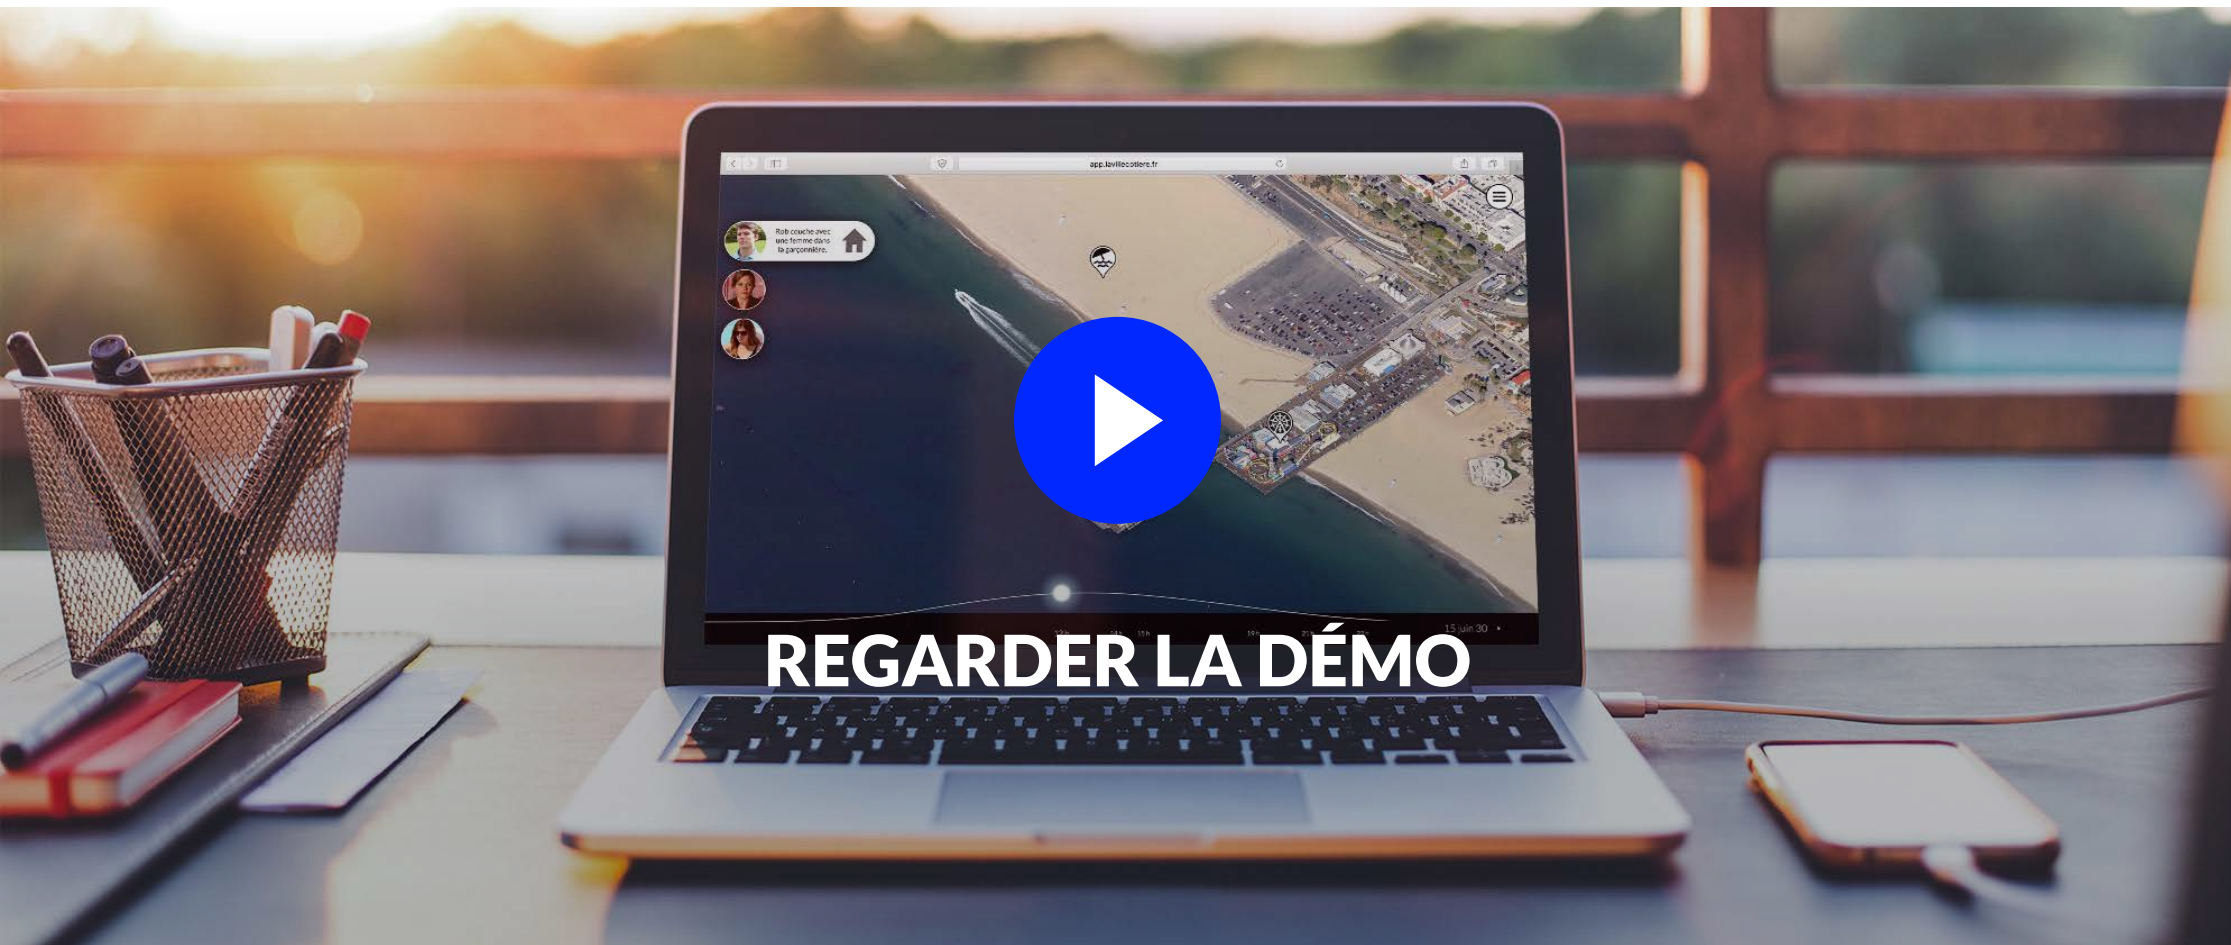 app.lavillecotiere.fr
Rob couche avec
une femme dans
la garçonnière.
15 juin 30
REGARDER LA DÉMO